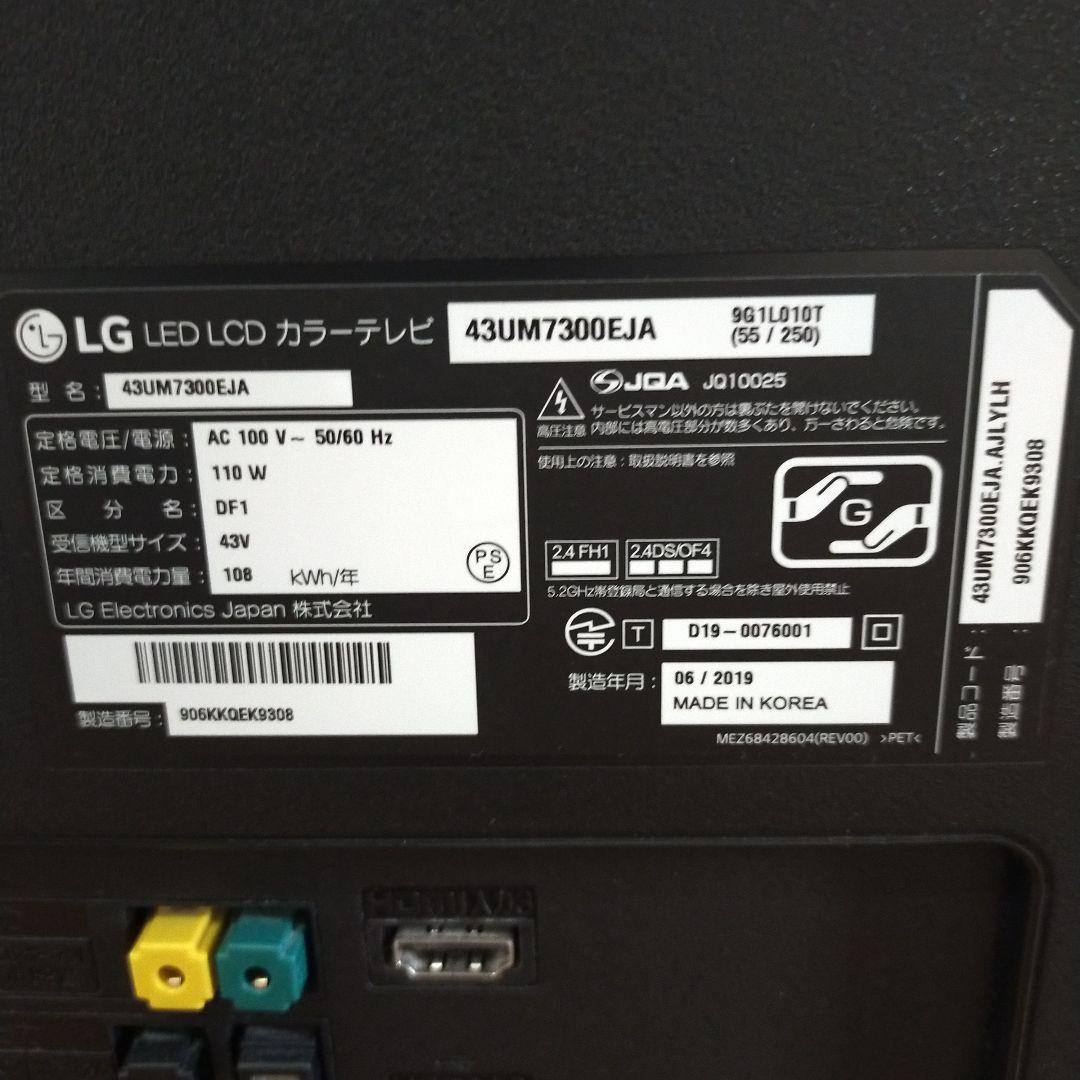 LG LED LCD カラーテレビ 43UM7300EJA
9G1L010T
(55 / 250)
型 名 : 43UM7300EJA
定格電圧/電源 : AC 100 V ~ 50/60 Hz
定格消費電力 : 110 W
区 分 名 : DF1
受信機型サイズ : 43V
年間消費電力量 : 108 kWh/年
PS
E
LG Electronics Japan 株式会社
製造番号 : 906KKQEK9308
JQA JQ10025
高圧注意
サービスマン以外の方は裏ぶたを開けないでください。
内部には高電圧部分が数多くあり、万一さわると危険です。
使用上の注意 : 取扱説明書を参照
G
2.4 FH1 2.4DS/OF4
5.2GHz帯登録局と通信する場合を除き屋外使用禁止
T D19-0076001
製造年月 : 06 / 2019
MADE IN KOREA
MEZ68428604(REV00) >PET<
製品コード : 43UM7300EJA.AJLYLH
製造番号 : 906KKQEK9308